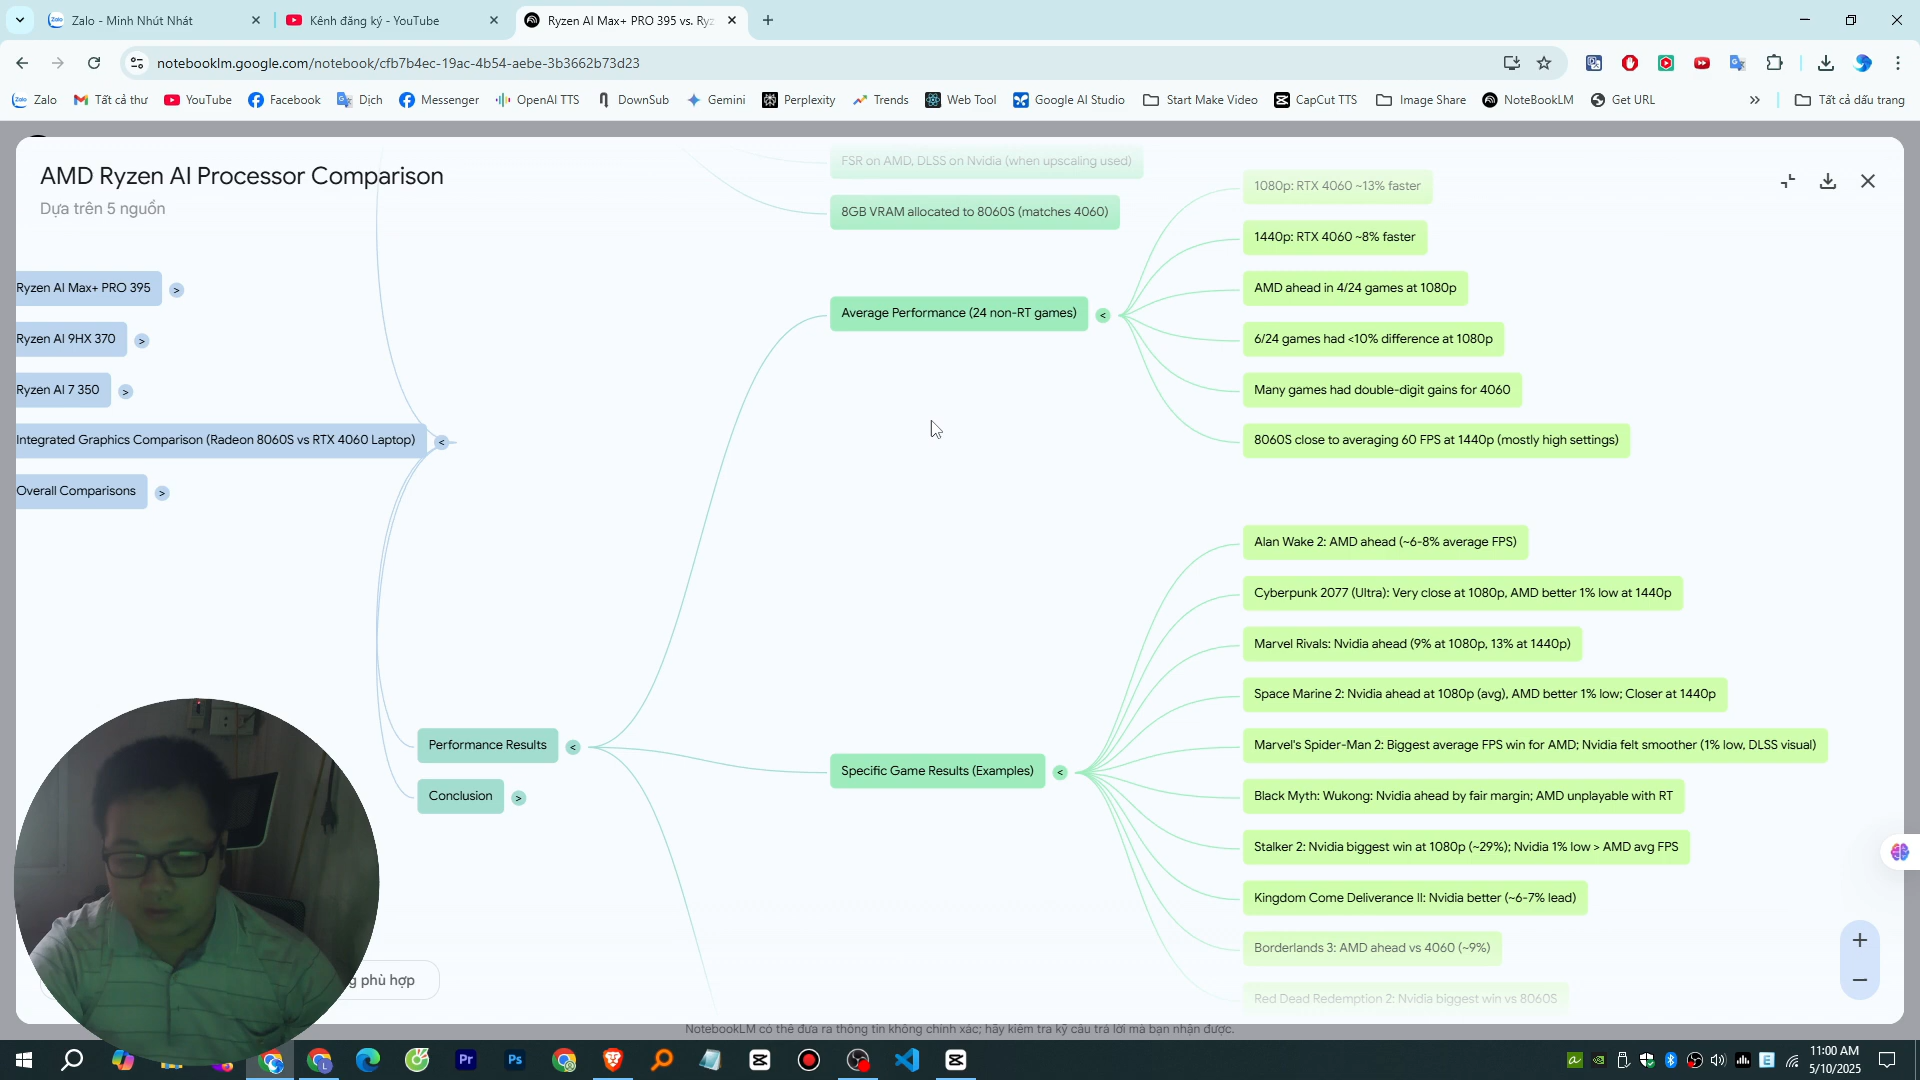 Zalo - Minh Nhút Nhát
Kênh đăng ký - YouTube
Ryzen AI Max+ PRO 395 vs. Ryz
notebooklm.google.com/notebook/cfb7b4ec-19ac-4b54-aebe-3b3662b73d23
Zalo
Tất cả thư
YouTube
Facebook
Dịch
Messenger
OpenAI TTS
DownSub
Gemini
Perplexity
Trends
Web Tool
Google AI Studio
Start Make Video
CapCut TTS
Image Share
NoteBookLM
Get URL
Tất cả dấu trang
AMD Ryzen AI Processor Comparison
Dựa trên 5 nguồn
Ryzen AI Max+ PRO 395
Ryzen AI 9HX 370
Ryzen AI 7 350
Integrated Graphics Comparison (Radeon 8060S vs RTX 4060 Laptop)
Overall Comparisons
Performance Results
Conclusion
FSR on AMD, DLSS on Nvidia (when upscaling used)
8GB VRAM allocated to 8060S (matches 4060)
Average Performance (24 non-RT games)
1080p: RTX 4060 ~13% faster
1440p: RTX 4060 ~8% faster
AMD ahead in 4/24 games at 1080p
6/24 games had <10% difference at 1080p
Many games had double-digit gains for 4060
8060S close to averaging 60 FPS at 1440p (mostly high settings)
Specific Game Results (Examples)
Alan Wake 2: AMD ahead (~6-8% average FPS)
Cyberpunk 2077 (Ultra): Very close at 1080p, AMD better 1% low at 1440p
Marvel Rivals: Nvidia ahead (9% at 1080p, 13% at 1440p)
Space Marine 2: Nvidia ahead at 1080p (avg), AMD better 1% low; Closer at 1440p
Marvel's Spider-Man 2: Biggest average FPS win for AMD; Nvidia felt smoother (1% low, DLSS visual)
Black Myth: Wukong: Nvidia ahead by fair margin; AMD unplayable with RT
Stalker 2: Nvidia biggest win at 1080p (~29%); Nvidia 1% low > AMD avg FPS
Kingdom Come Deliverance II: Nvidia better (~6-7% lead)
Borderlands 3: AMD ahead vs 4060 (~9%)
Red Dead Redemption 2: Nvidia biggest win vs 8060S
phù hợp
NotebookLM có thể đưa ra thông tin không chính xác; hãy kiểm tra kỹ câu trả lời mà bạn nhận được.
11:00 AM
5/10/2025